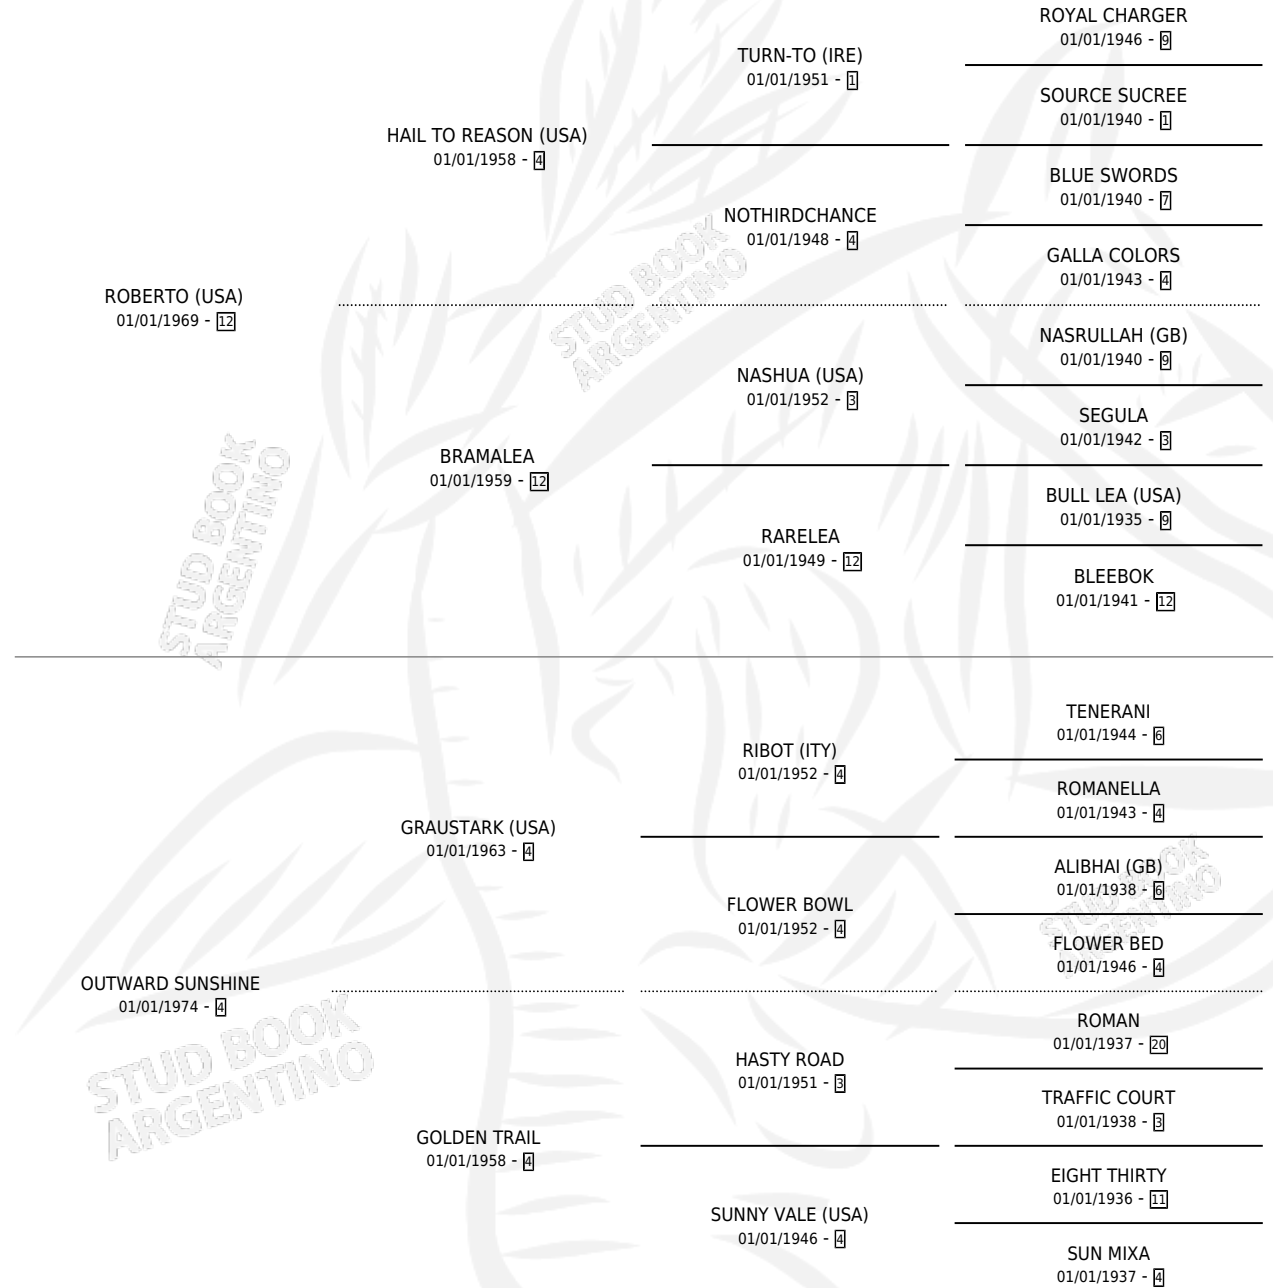 ROYAL CHARGER
01/01/1946 - 9
TURN-TO (IRE)
01/01/1951 - 1
SOURCE SUCREE
01/01/1940 - 1
HAIL TO REASON (USA)
01/01/1958 - 4
BLUE SWORDS
01/01/1940 - 7
NOTHIRDCHANCE
01/01/1948 - 4
GALLA COLORS
01/01/1943 - 4
ROBERTO (USA)
01/01/1969 - 12
STUD BOOK
ARGENTINO
NASRULLAH (GB)
01/01/1940 - 9
NASHUA (USA)
01/01/1952 - 3
SEGULA
01/01/1942 - 3
BRAMALEA
01/01/1959 - 12
BULL LEA (USA)
01/01/1935 - 9
RARELEA
01/01/1949 - 12
BLEEBOK
01/01/1941 - 12
STUD BOOK
ARGENTINO
TENERANI
01/01/1944 - 6
RIBOT (ITY)
01/01/1952 - 4
ROMANELLA
01/01/1943 - 4
GRAUSTARK (USA)
01/01/1963 - 4
ALIBHAI (GB)
01/01/1938 - 6
FLOWER BOWL
01/01/1952 - 4
STUD BOOK
ARGENTINO
FLOWER BED
01/01/1946 - 4
OUTWARD SUNSHINE
01/01/1974 - 4
ROMAN
01/01/1937 - 20
STUD BOOK
ARGENTINO
HASTY ROAD
01/01/1951 - 3
TRAFFIC COURT
01/01/1938 - 3
GOLDEN TRAIL
01/01/1958 - 4
EIGHT THIRTY
01/01/1936 - 11
SUNNY VALE (USA)
01/01/1946 - 4
SUN MIXA
01/01/1937 - 4